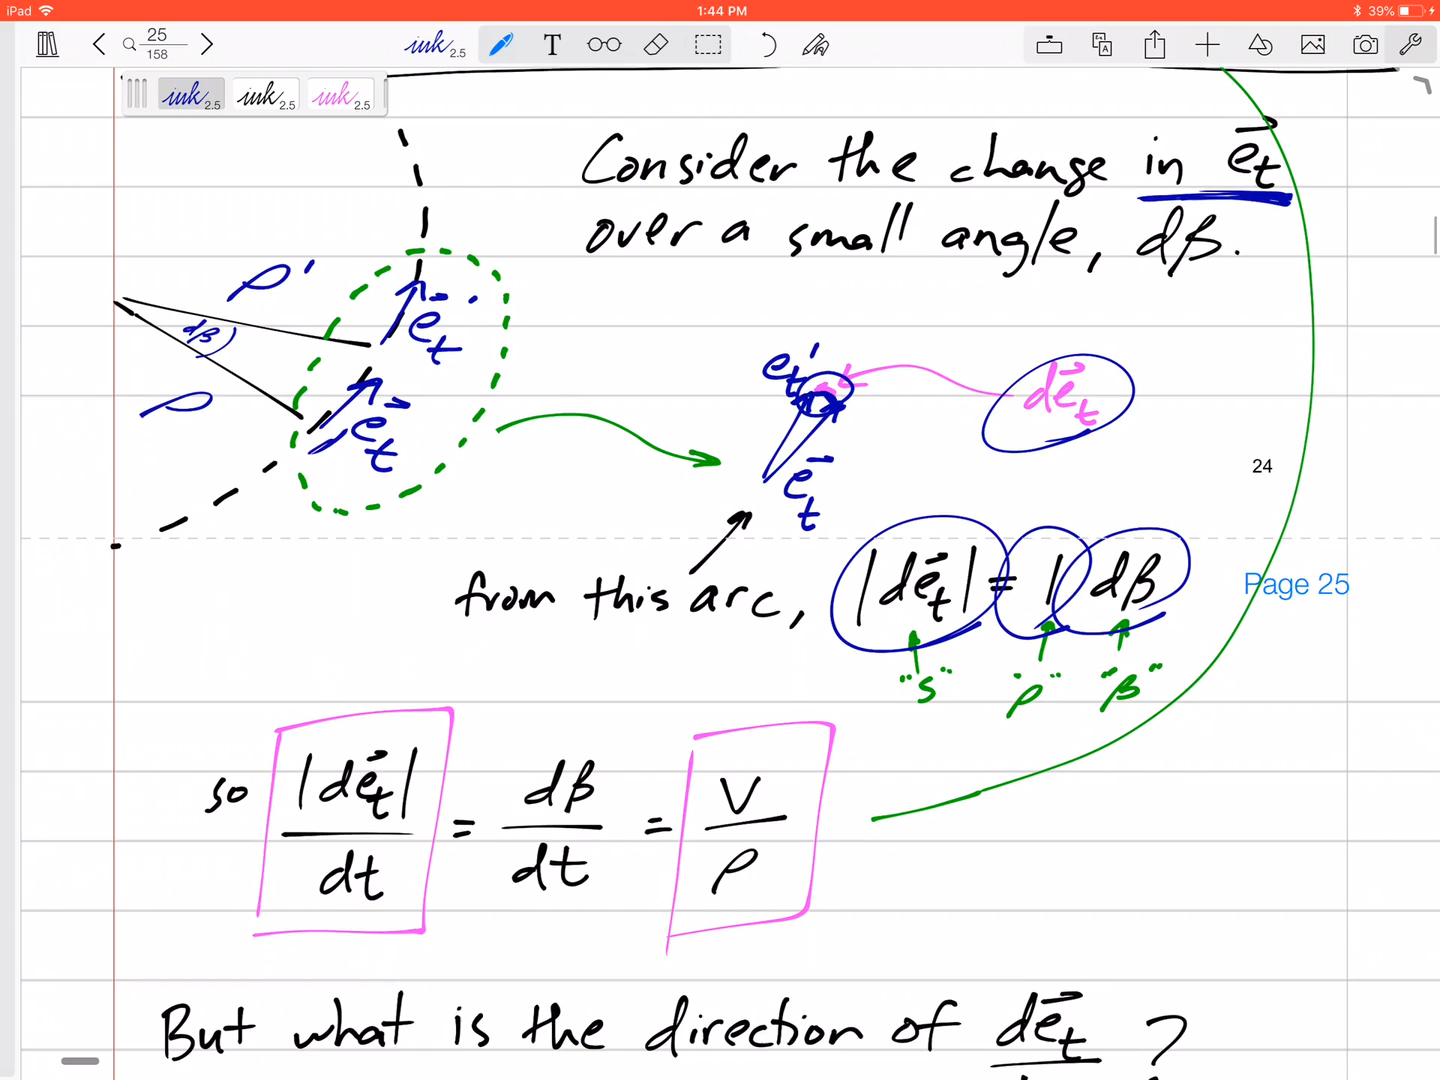 iPad 1:44 PM 39%
25
158
ink 2.5 T
ink 2.5 ink 2.5 ink 2.5
Consider the change in e⃗t
over a small angle, dβ.
ρ'
dβ
e⃗t'
ρ
e⃗t
et'
de⃗t
e⃗t
24
Page 25
from this arc, |de⃗t| = 1 dβ
"s" "ρ" "β"
so |de⃗t|/dt = dβ/dt = V/ρ
But what is the direction of de⃗t ?